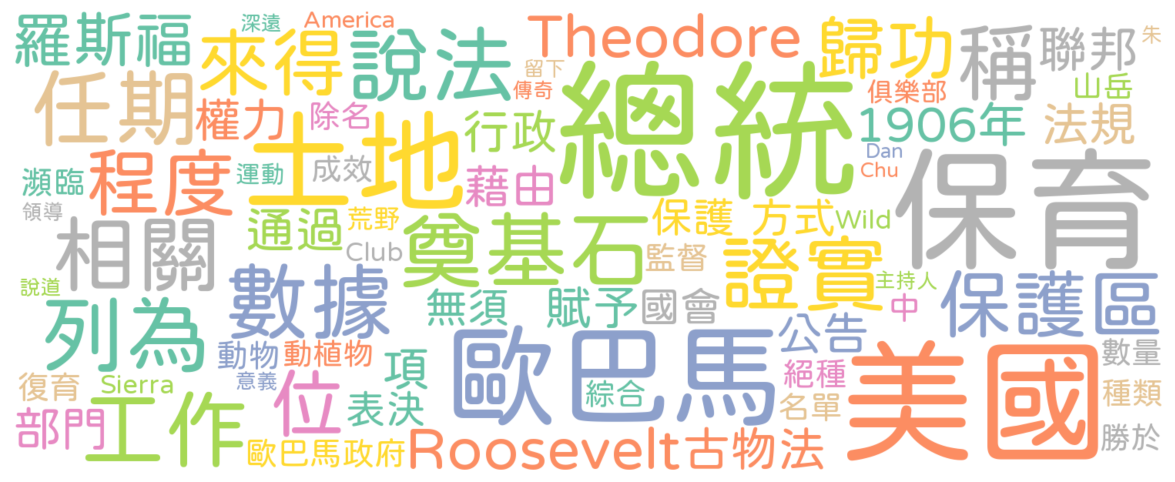 羅斯福
深遠
America
Theodore
歸功
稱
聯邦
朱
來得
說法
留下
傳奇
總統
俱樂部
山岳
任期
權力
除名
行政
1906年
法規
土地
Dan
Chu
保育
程度
運動
成效
藉由
瀕臨
領導
相關
通過
荒野
Club
奠基石
保護
方式
Wild
監督
證實
主持人
說道
列為
數據
無須
賦予
國會
中
保護區
動物
動植物
歐巴馬
公告
美國
數量
復育
Sierra
意義
項
綜合
絕種
種類
部門
工作
位
表決
名單
勝於
歐巴馬政府
Roosevelt
古物法